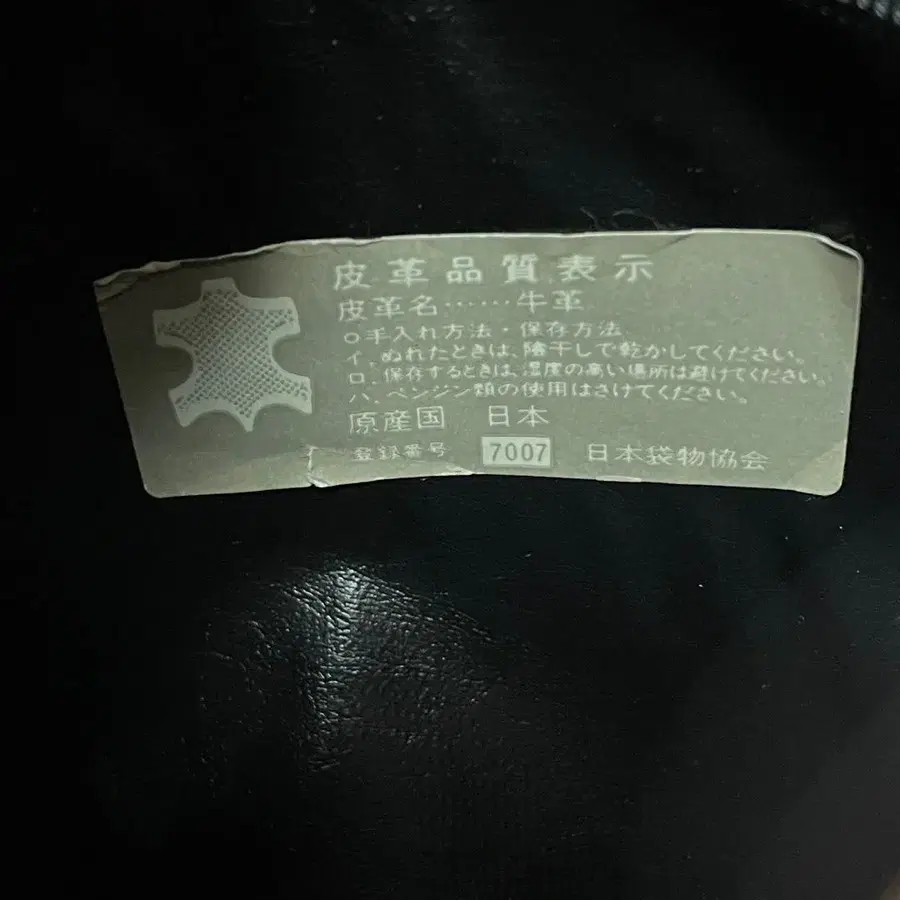 皮革品質表示
皮革名……牛革
○手入れ方法・保存方法
イ.ぬれたときは、陰干しで乾かしてください。
ロ.保存するときは、湿度の高い場所は避けてください。
ハ.ベンジン類の使用はさけてください。
原産国 日本
登録番号 7007 日本袋物協会